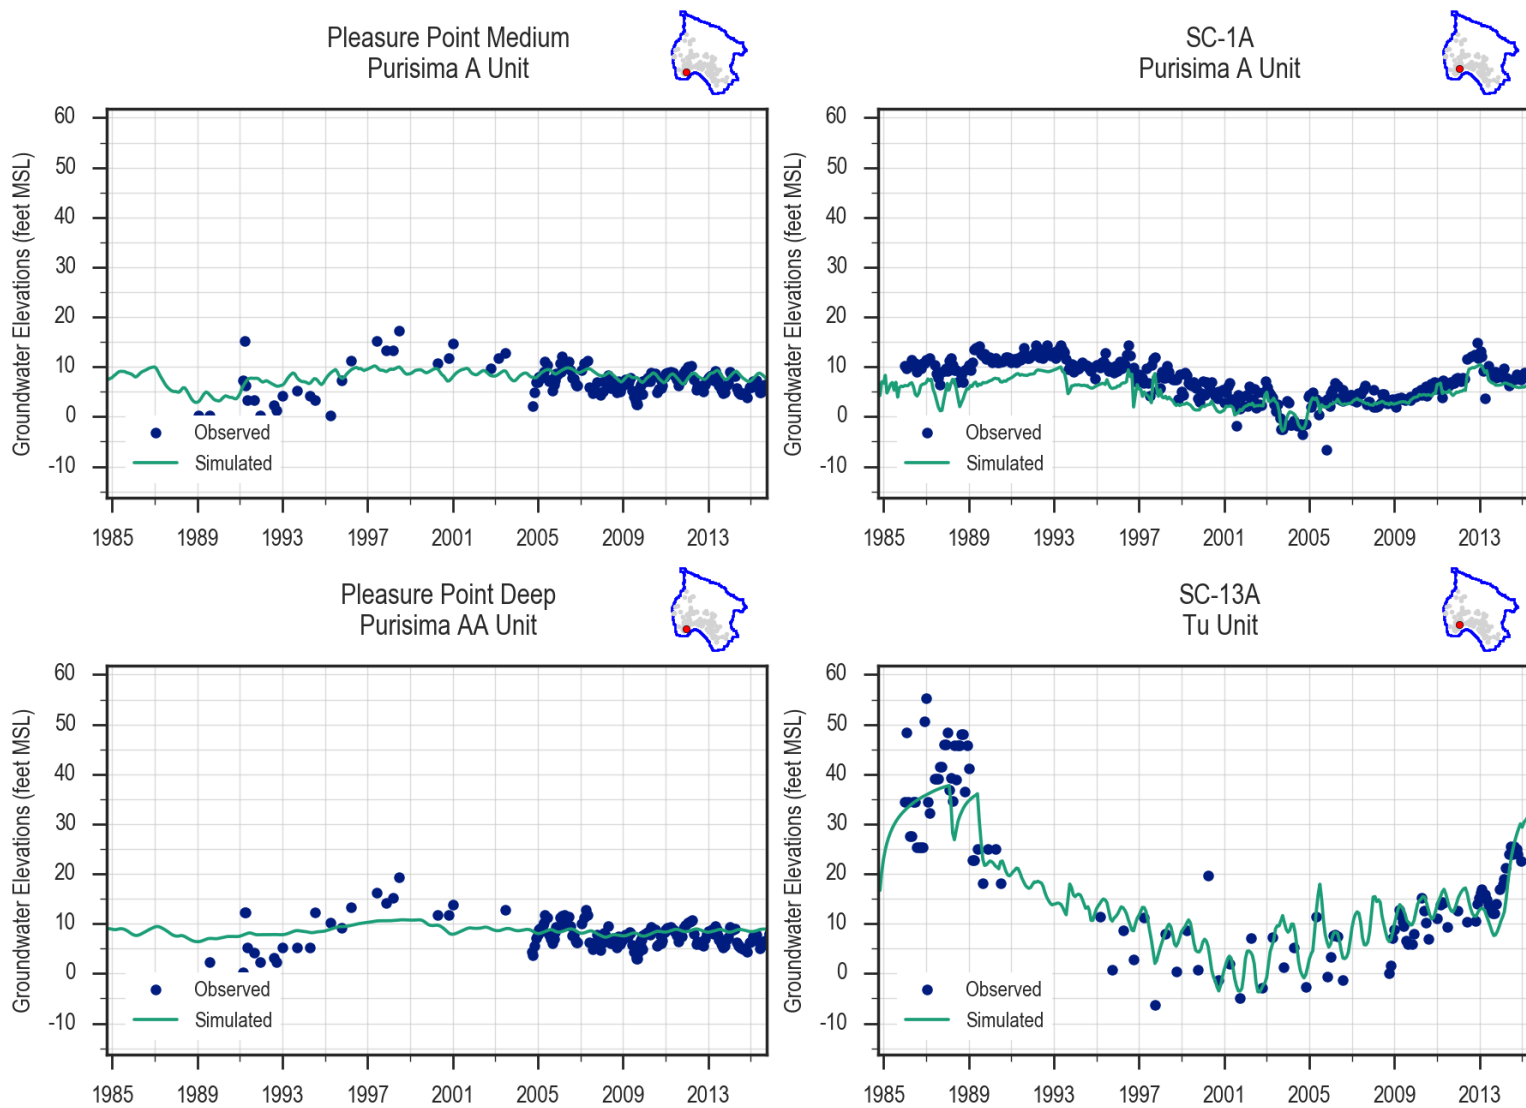 Pleasure Point Medium
Purisima A Unit
Groundwater Elevations (feet MSL)
60
50
40
30
20
10
0
-10
Observed
Simulated
1985 1989 1993 1997 2001 2005 2009 2013
SC-1A
Purisima A Unit
Groundwater Elevations (feet MSL)
60
50
40
30
20
10
0
-10
Observed
Simulated
1985 1989 1993 1997 2001 2005 2009 2013
Pleasure Point Deep
Purisima AA Unit
Groundwater Elevations (feet MSL)
60
50
40
30
20
10
0
-10
Observed
Simulated
1985 1989 1993 1997 2001 2005 2009 2013
SC-13A
Tu Unit
Groundwater Elevations (feet MSL)
60
50
40
30
20
10
0
-10
Observed
Simulated
1985 1989 1993 1997 2001 2005 2009 2013